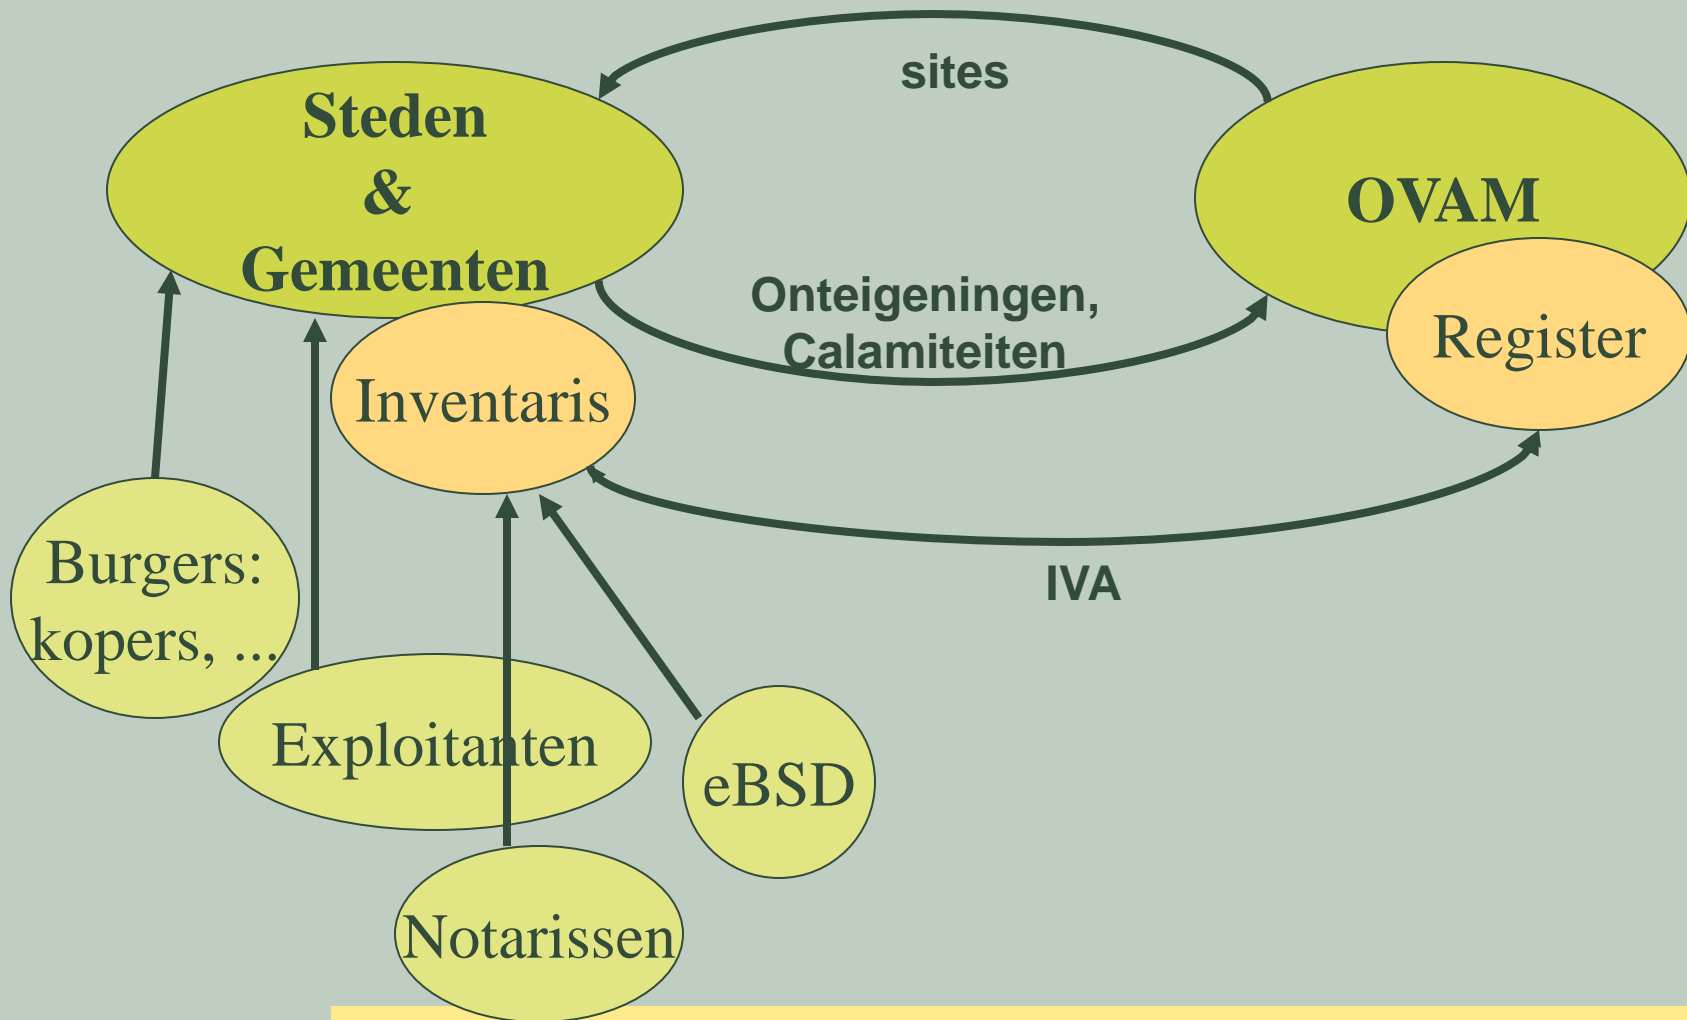 sites
Steden
&
Gemeenten
OVAM
Onteigeningen,
Calamiteiten
Register
Inventaris
IVA
Burgers:
kopers, ...
Exploitanten
eBSD
Notarissen